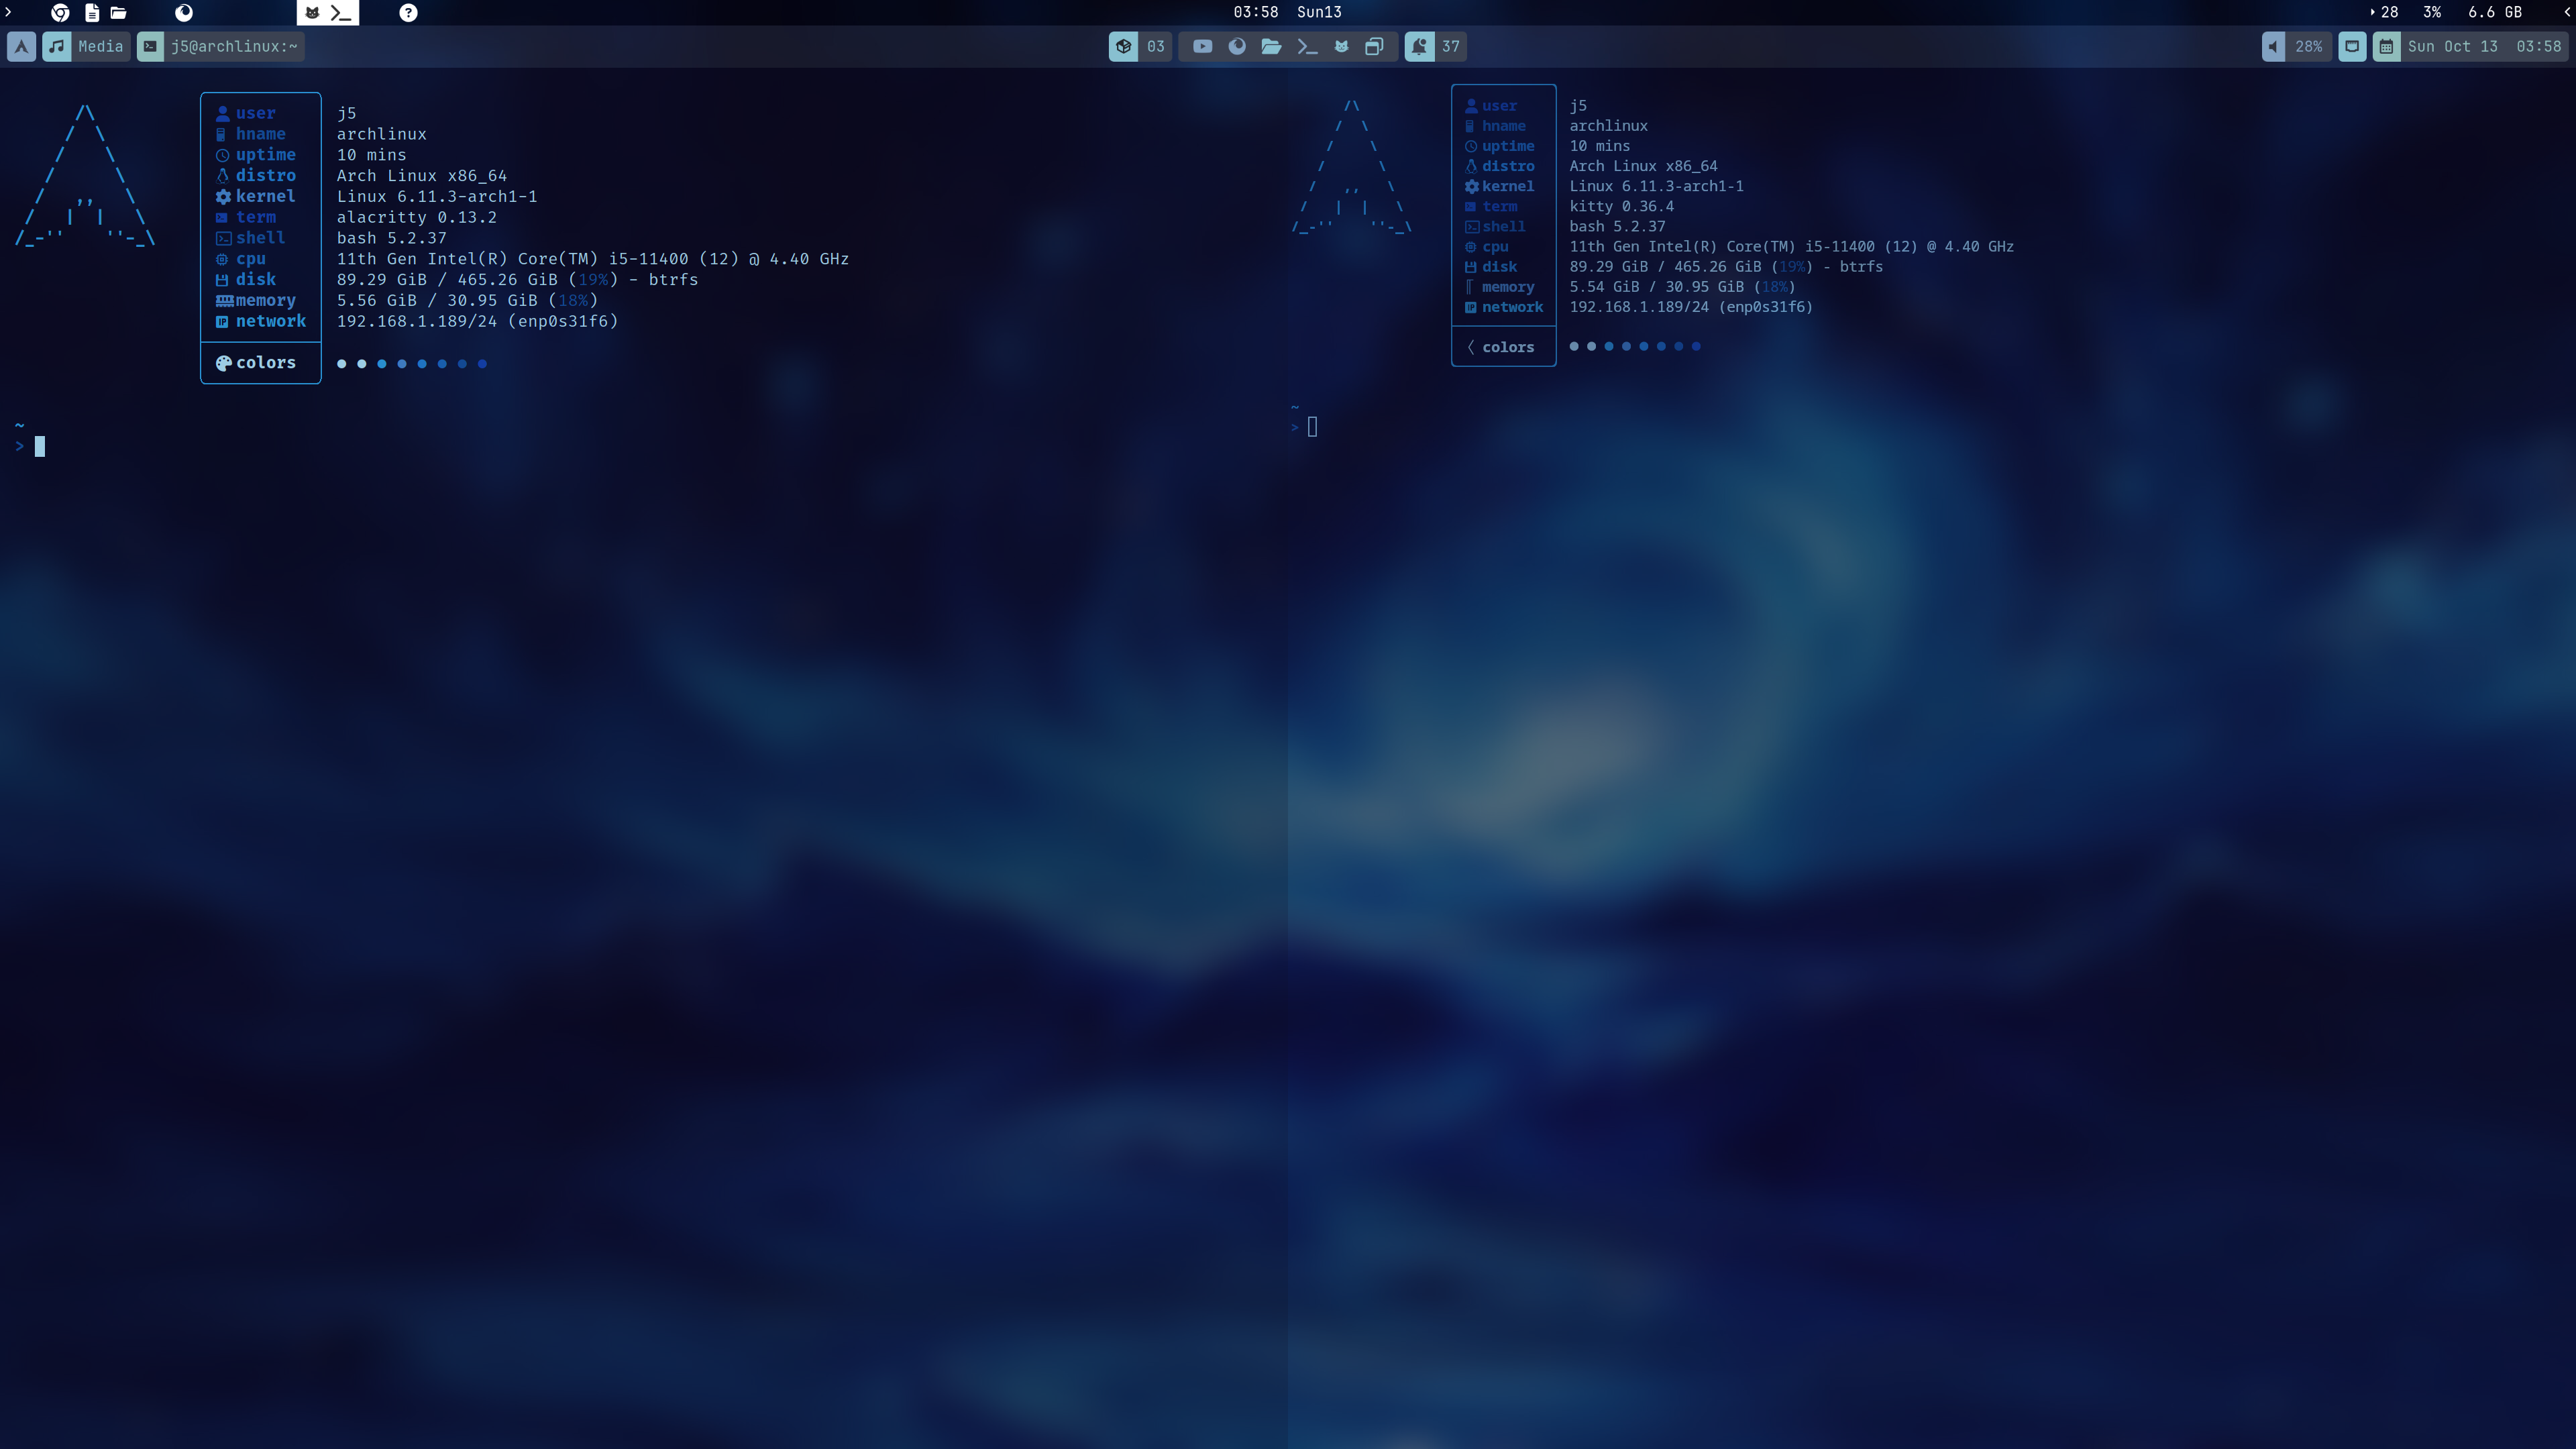 03:58 Sun13
28 3% 6.6 GB
Media j5@archlinux:~
03
37
28% Sun Oct 13 03:58
user j5
hname archlinux
uptime 10 mins
distro Arch Linux x86_64
kernel Linux 6.11.3-arch1-1
term alacritty 0.13.2
shell bash 5.2.37
cpu 11th Gen Intel(R) Core(TM) i5-11400 (12) @ 4.40 GHz
disk 89.29 GiB / 465.26 GiB (19%) - btrfs
memory 5.56 GiB / 30.95 GiB (18%)
network 192.168.1.189/24 (enp0s31f6)
colors
~
>
user j5
hname archlinux
uptime 10 mins
distro Arch Linux x86_64
kernel Linux 6.11.3-arch1-1
term kitty 0.36.4
shell bash 5.2.37
cpu 11th Gen Intel(R) Core(TM) i5-11400 (12) @ 4.40 GHz
disk 89.29 GiB / 465.26 GiB (19%) - btrfs
memory 5.54 GiB / 30.95 GiB (18%)
network 192.168.1.189/24 (enp0s31f6)
colors
~
>